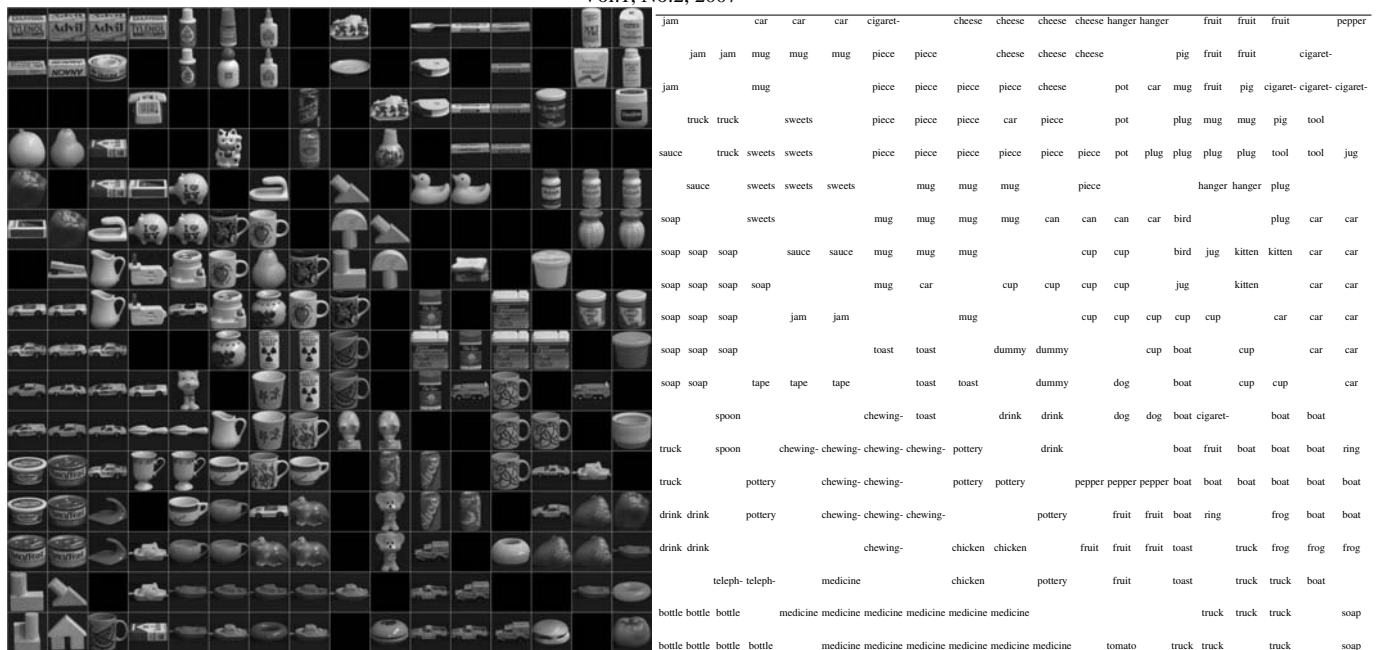 Vol.1, No.2, 2007
TYLENOL Advil Advil TYLENOL
jam car car car cigaret- cheese cheese cheese cheese hanger hanger fruit fruit fruit pepper
jam jam mug mug mug piece piece cheese cheese cheese pig fruit fruit cigaret-
jam mug piece piece piece piece cheese pot car mug fruit pig cigaret- cigaret- cigaret-
truck truck sweets piece piece piece car piece pot plug mug mug pig tool
sauce truck sweets sweets piece piece piece piece piece piece pot plug plug plug plug tool tool jug
sauce sweets sweets sweets mug mug mug piece hanger hanger plug
soap sweets mug mug mug mug can can can car bird plug car car
soap soap soap sauce sauce mug mug mug cup cup bird jug kitten kitten car car
soap soap soap soap mug car cup cup cup cup jug kitten car car
soap soap soap jam jam mug cup cup cup cup cup car car car
soap soap soap toast toast dummy dummy cup boat cup car car
soap soap tape tape tape toast toast dummy dog boat cup cup car
spoon chewing- toast drink drink dog dog boat cigaret- boat boat
truck spoon chewing- chewing- chewing- chewing- pottery drink boat fruit boat boat boat ring
truck pottery chewing- chewing- pottery pottery pepper pepper pepper boat boat boat boat boat boat
drink drink pottery chewing- chewing- chewing- pottery fruit fruit boat ring frog boat boat
drink drink chewing- chicken chicken fruit fruit fruit toast truck frog frog frog
teleph- teleph- medicine chicken pottery fruit toast truck truck boat
bottle bottle bottle medicine medicine medicine medicine medicine medicine truck truck truck soap
bottle bottle bottle bottle medicine medicine medicine medicine medicine medicine tomato truck truck truck soap